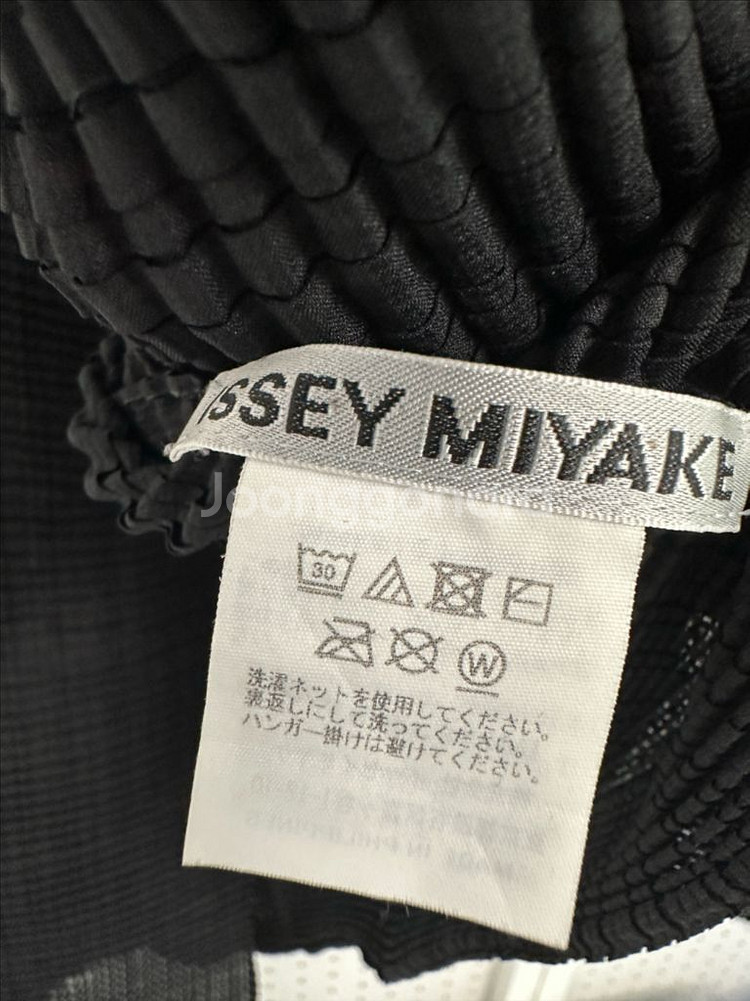 ISSEY MIYAKE
30
W
洗濯ネットを使用してください。
裏返しにして洗ってください。
ハンガー掛けは避けてください。